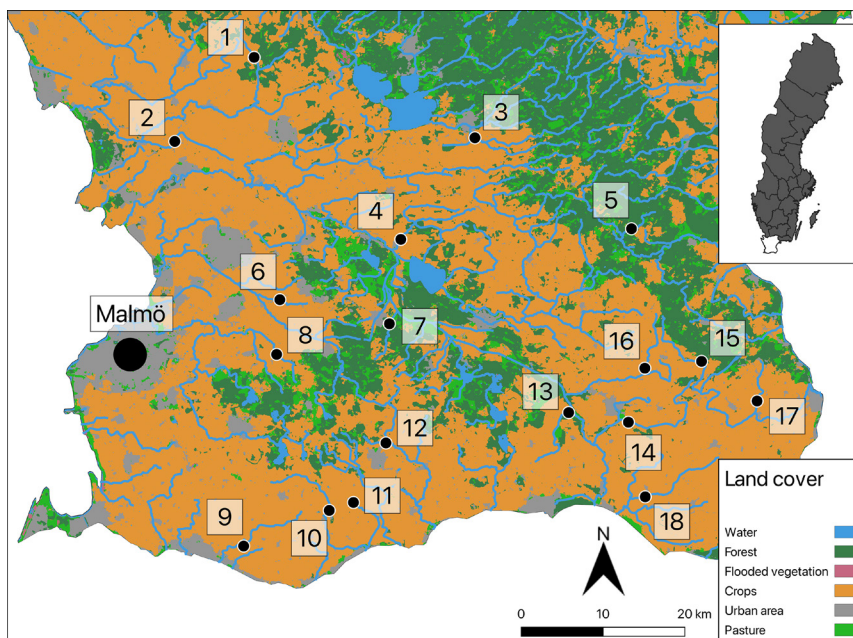 1
2
3
4
5
6
Malmö
7
8
16
15
13
12
17
14
11
9
10
18
N
0 10 20 km
Land cover
Water
Forest
Flooded vegetation
Crops
Urban area
Pasture